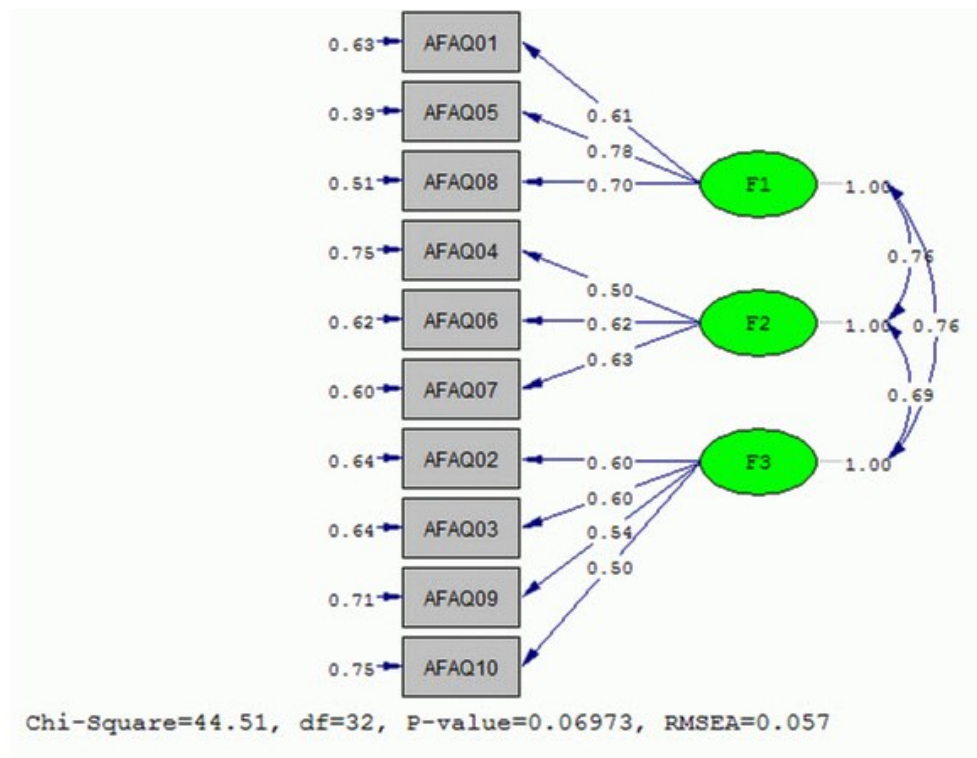 0.63 AFAQ01
0.61
0.39 AFAQ05
0.78
0.51 AFAQ08 0.70 F1 1.00
0.75 AFAQ04 0.76
0.50
0.62 AFAQ06 0.62 F2 1.00 0.76
0.63
0.60 AFAQ07 0.69
0.64 AFAQ02 0.60 F3 1.00
0.60
0.64 AFAQ03 0.54
0.50
0.71 AFAQ09
0.75 AFAQ10
Chi-Square=44.51, df=32, P-value=0.06973, RMSEA=0.057